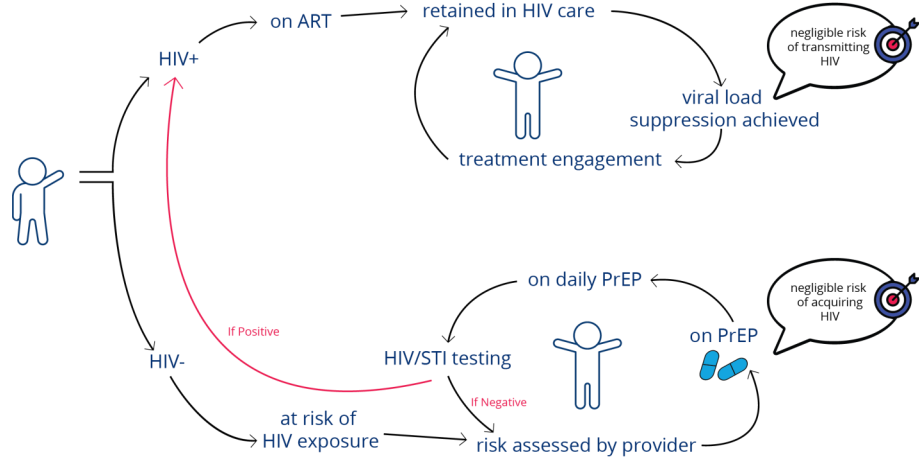 on ART
retained in HIV care
negligible risk
of transmitting
HIV
HIV+
viral load
suppression achieved
treatment engagement
on daily PrEP
negligible risk
of acquiring
HIV
If Positive
on PrEP
HIV-
HIV/STI testing
If Negative
at risk of
HIV exposure
risk assessed by provider